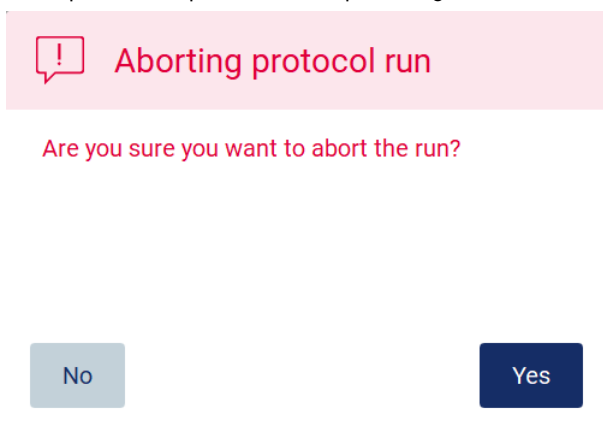 !
Aborting protocol run
Are you sure you want to abort the run?
No
Yes